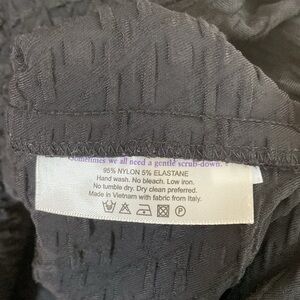 Sometimes we all need a gentle scrub-down.
95% NYLON 5% ELASTANE
Hand wash. No bleach. Low iron.
No tumble dry. Dry clean preferred.
Made in Vietnam with fabric from Italy.